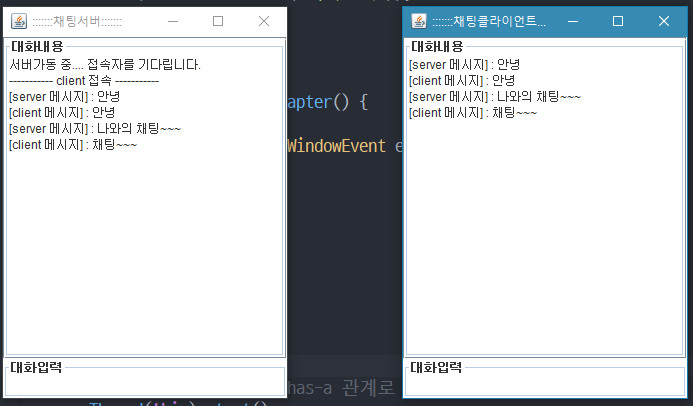 :::::::채팅서버:::::::
대화내용
서버가동 중.... 접속자를 기다립니다.
----------- client 접속 -----------
[server 메시지] : 안녕
[client 메시지] : 안녕
[server 메시지] : 나와의 채팅~~~
[client 메시지] : 채팅~~~
대화입력
apter() {
WindowEvent e
has-a 관계로
:::::::채팅클라이언트...
대화내용
[server 메시지] : 안녕
[client 메시지] : 안녕
[server 메시지] : 나와의 채팅~~~
[client 메시지] : 채팅~~~
대화입력